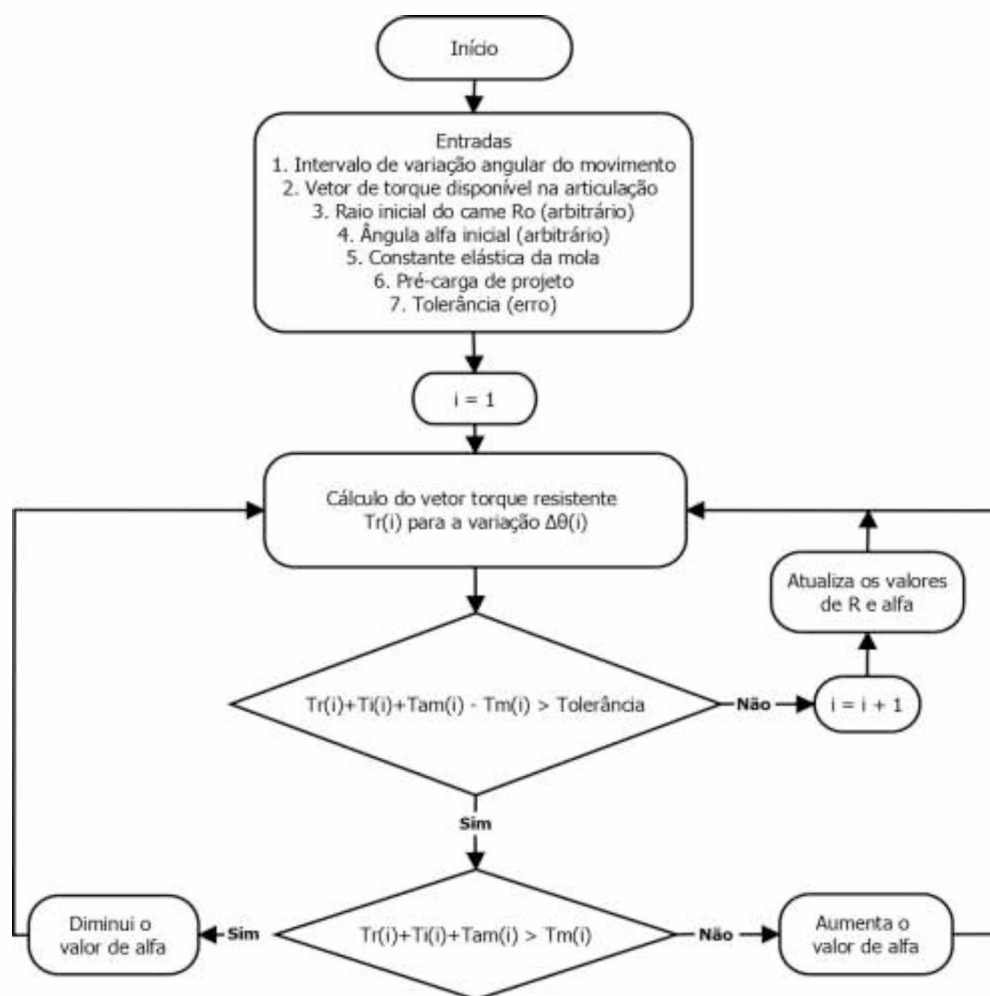 Início
Entradas
1. Intervalo de variação angular do movimento
2. Vetor de torque disponível na articulação
3. Raio inicial do came Ro (arbitrário)
4. Ângula alfa inicial (arbitrário)
5. Constante elástica da mola
6. Pré-carga de projeto
7. Tolerância (erro)
i = 1
Cálculo do vetor torque resistente
Tr(i) para a variação Δθ(i)
Atualiza os valores
de R e alfa
Tr(i)+Ti(i)+Tam(i) - Tm(i) > Tolerância
Não
i = i + 1
Sim
Diminui o
valor de alfa
Sim
Tr(i)+Ti(i)+Tam(i) > Tm(i)
Não
Aumenta o
valor de alfa